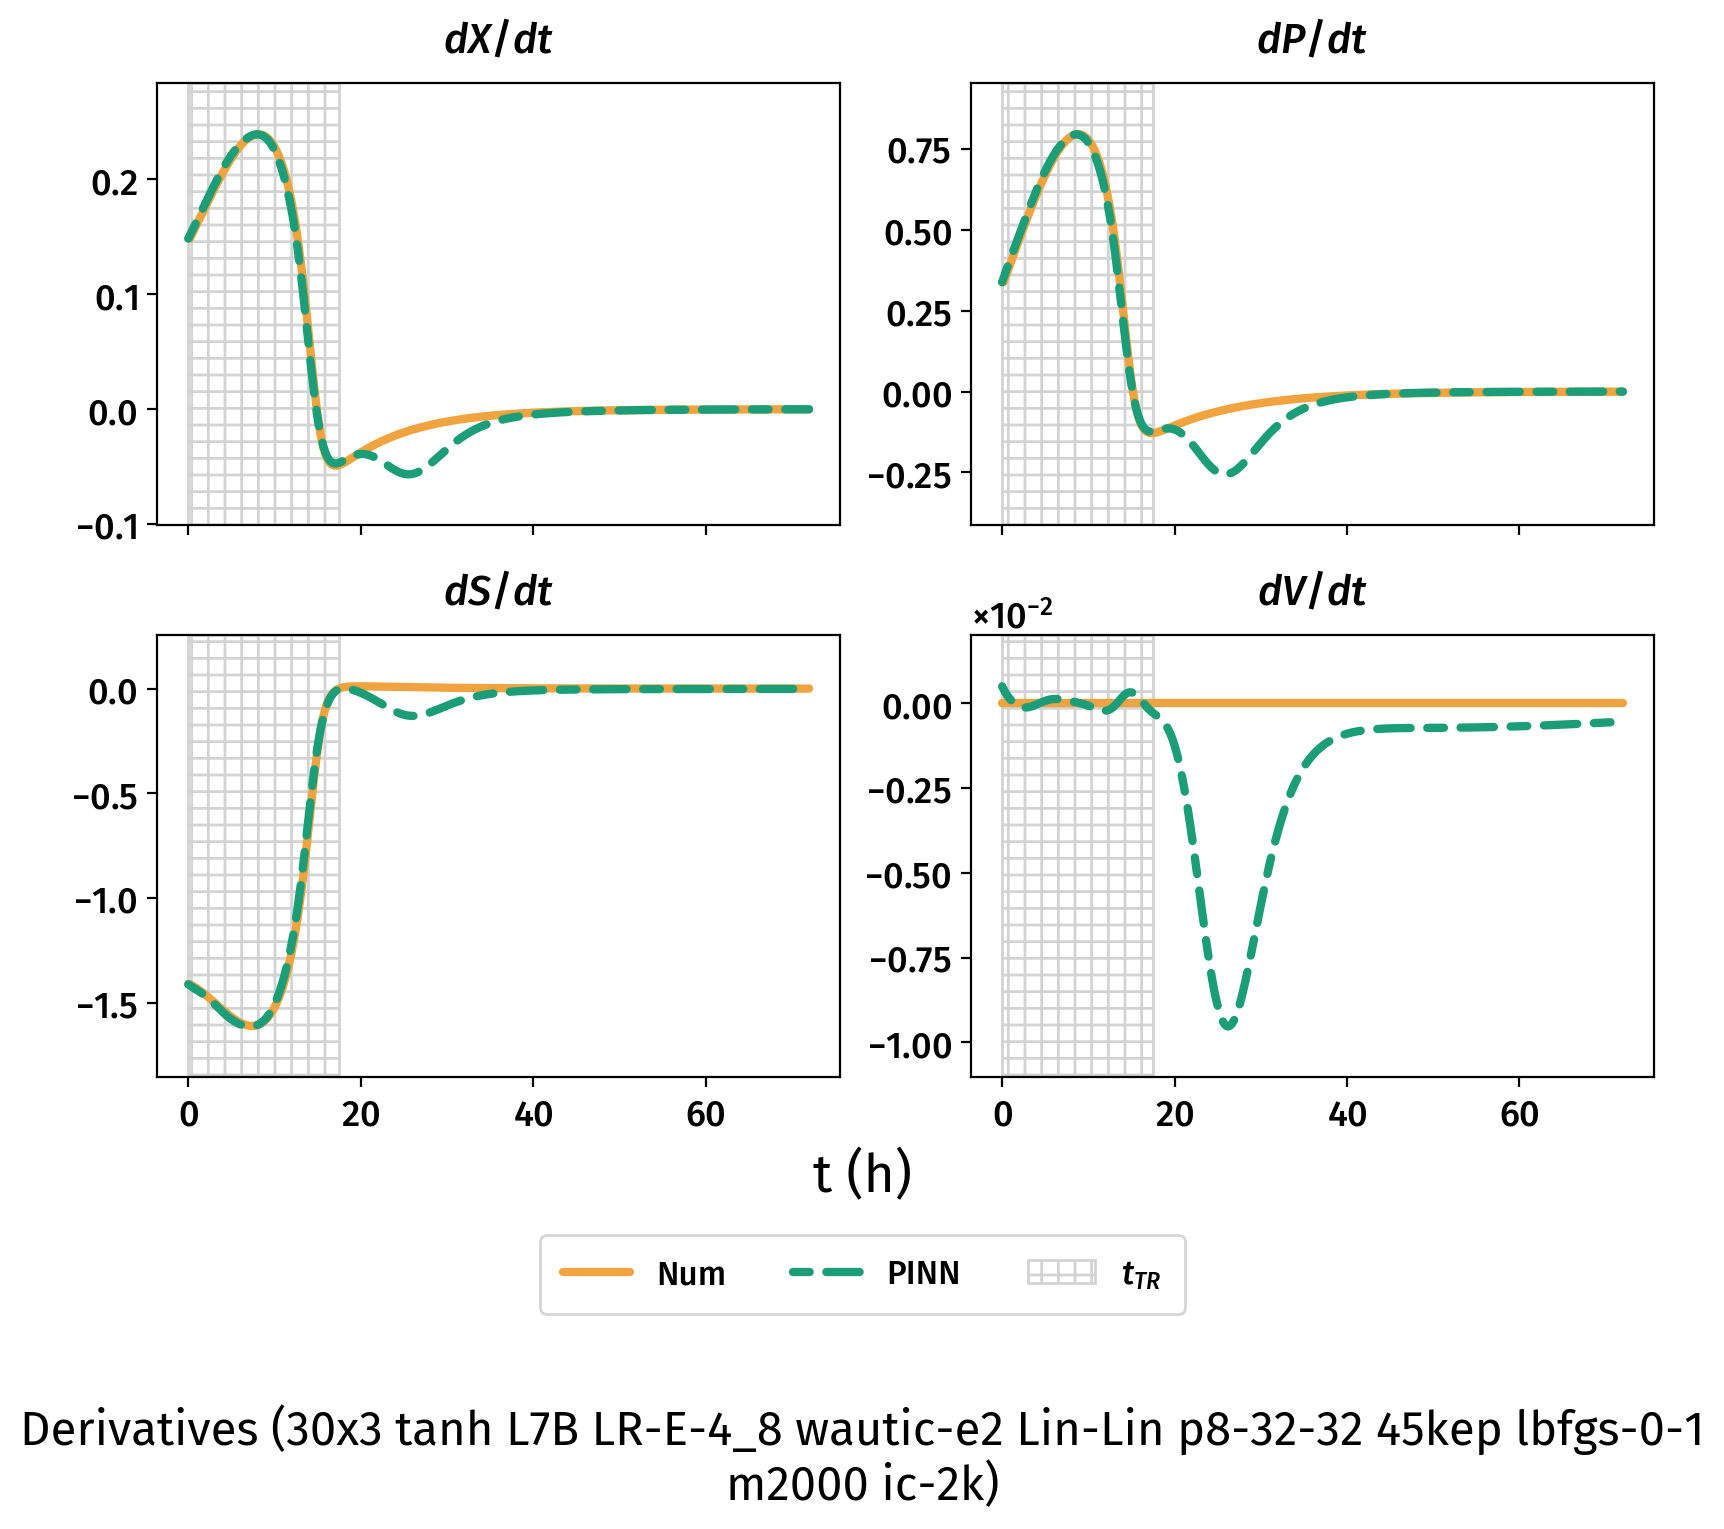 dX/dt
dP/dt
0.2
0.1
0.0
−0.1
0.75
0.50
0.25
0.00
−0.25
dS/dt
dV/dt
×10⁻²
0.0
−0.5
−1.0
−1.5
0
20
40
60
0.00
−0.25
−0.50
−0.75
−1.00
0
20
40
60
t (h)
Num
PINN
t_TR
Derivatives (30x3 tanh L7B LR-E-4_8 wautic-e2 Lin-Lin p8-32-32 45kep lbfgs-0-1
m2000 ic-2k)